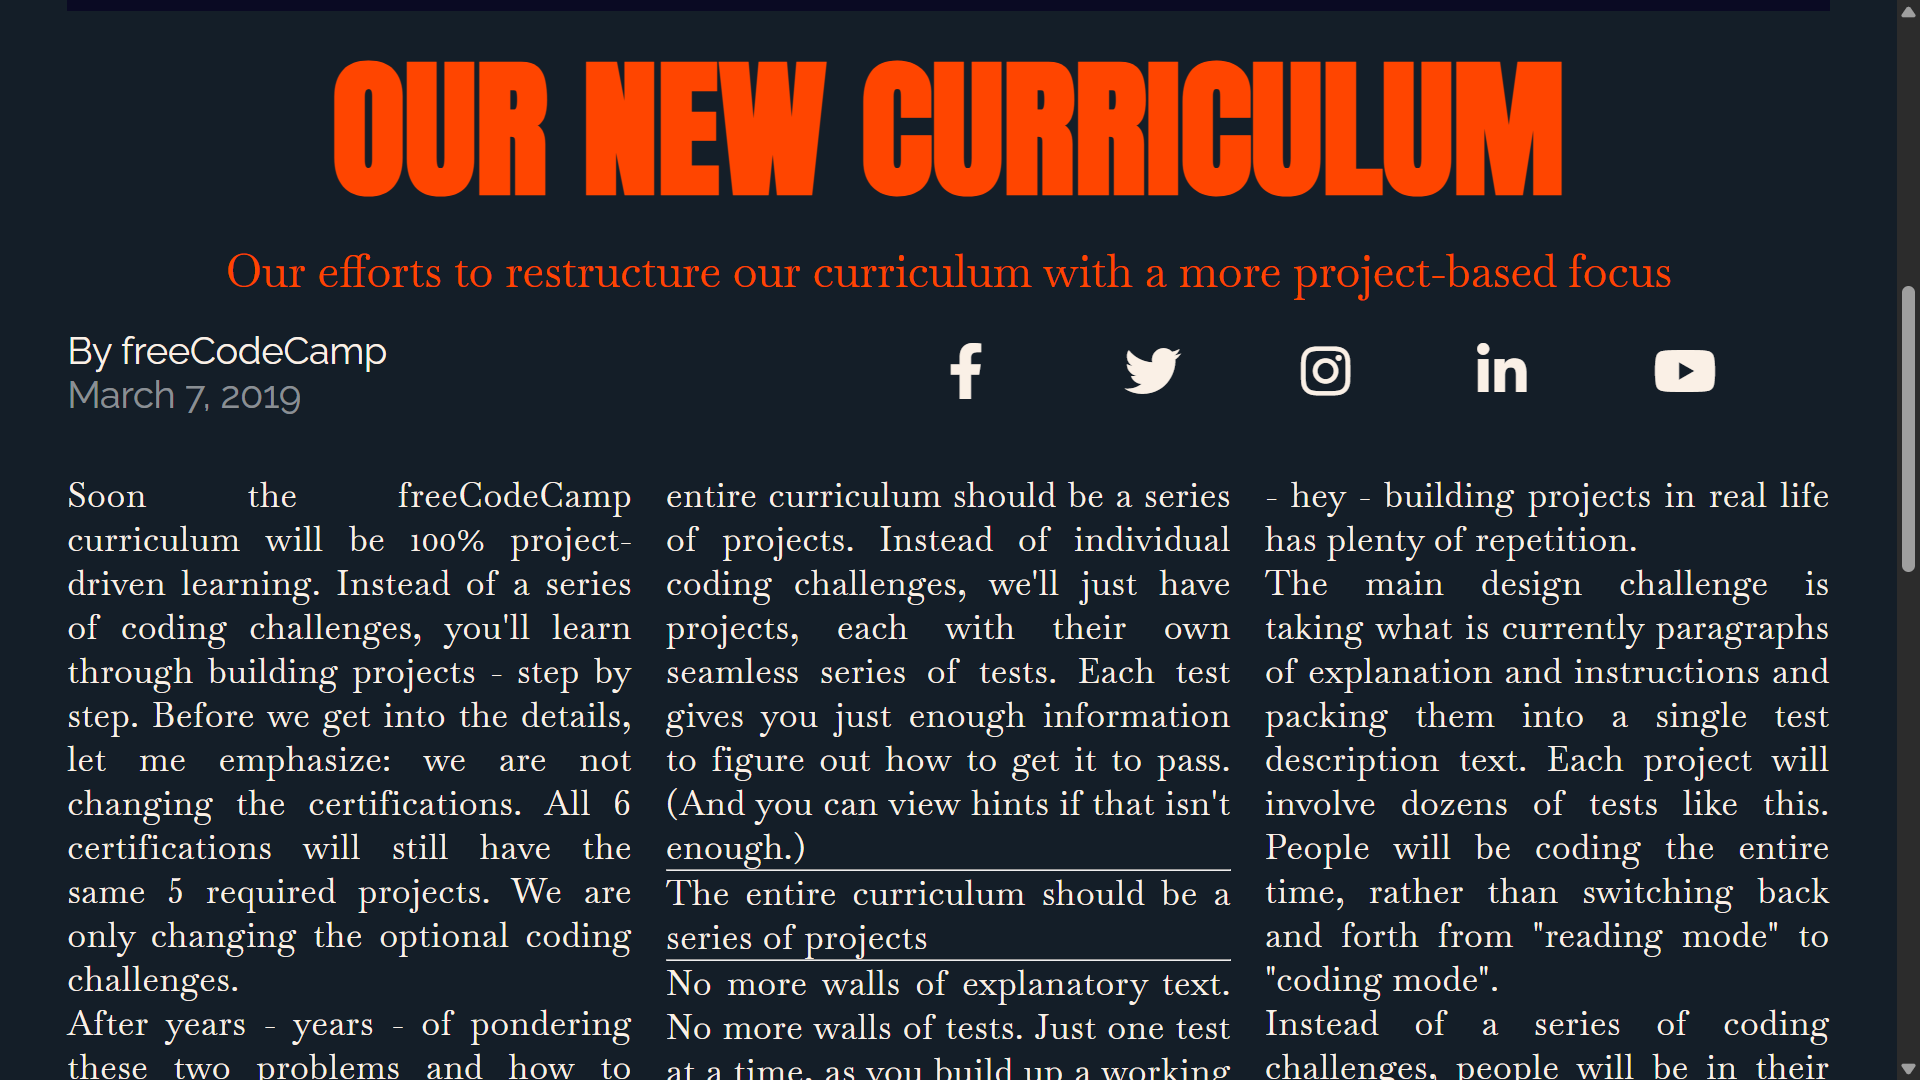 OUR NEW CURRICULUM
Our efforts to restructure our curriculum with a more project-based focus
By freeCodeCamp
March 7, 2019
Soon the freeCodeCamp
curriculum will be 100% project-
driven learning. Instead of a series
of coding challenges, you'll learn
through building projects - step by
step. Before we get into the details,
let me emphasize: we are not
changing the certifications. All 6
certifications will still have the
same 5 required projects. We are
only changing the optional coding
challenges.
After years - years - of pondering
these two problems and how to
entire curriculum should be a series
of projects. Instead of individual
coding challenges, we'll just have
projects, each with their own
seamless series of tests. Each test
gives you just enough information
to figure out how to get it to pass.
(And you can view hints if that isn't
enough.)
The entire curriculum should be a
series of projects
No more walls of explanatory text.
No more walls of tests. Just one test
at a time, as you build up a working
- hey - building projects in real life
has plenty of repetition.
The main design challenge is
taking what is currently paragraphs
of explanation and instructions and
packing them into a single test
description text. Each project will
involve dozens of tests like this.
People will be coding the entire
time, rather than switching back
and forth from "reading mode" to
"coding mode".
Instead of a series of coding
challenges, people will be in their